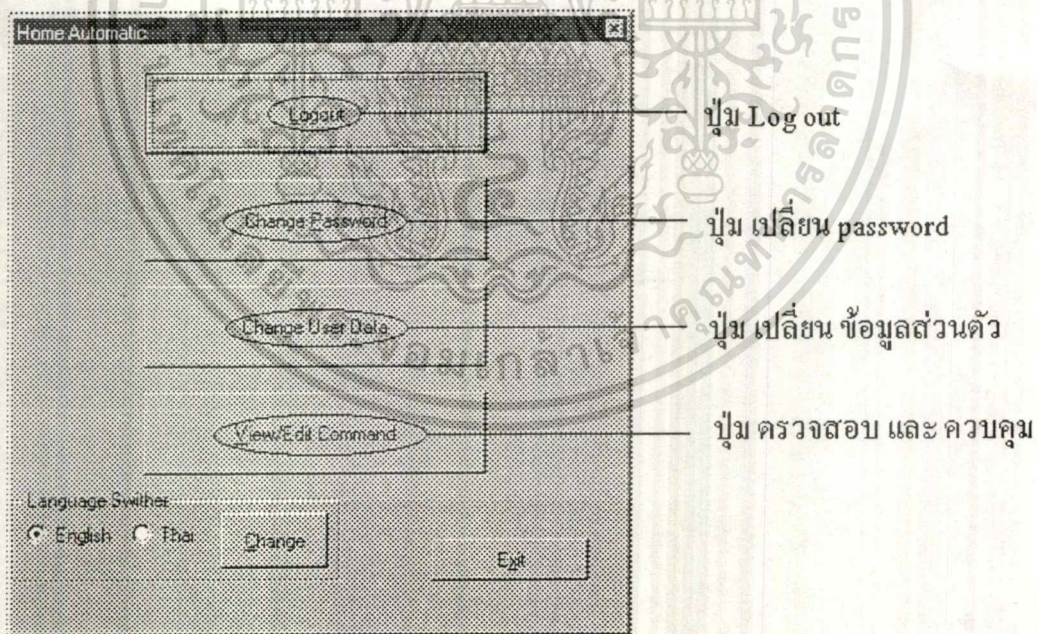 Home Automatic
Logout
ปุ่ม Log out
Change Password
ปุ่ม เปลี่ยน password
Change User Data
ปุ่ม เปลี่ยน ข้อมูลส่วนตัว
View/Edit Command
ปุ่ม ตรวจสอบ และ ควบคุม
Language Swither
English Thai Change
Exit